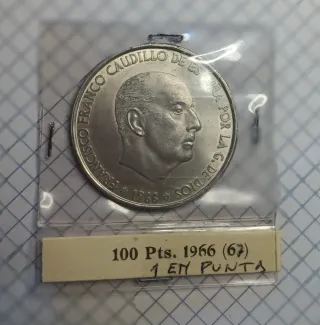 FRANCISCO FRANCO CAUDILLO DE ESPAÑA POR LA G. DE DIOS
1966
100 Pts. 1966 (67)
1 EN PUNTA